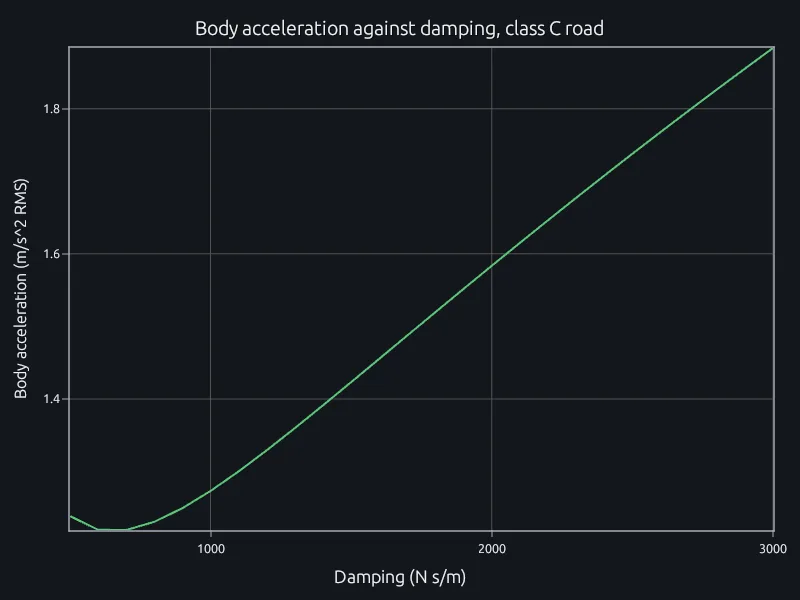 Body acceleration against damping, class C road
Body acceleration (m/s^2 RMS)
1.8
1.6
1.4
1000
2000
3000
Damping (N s/m)